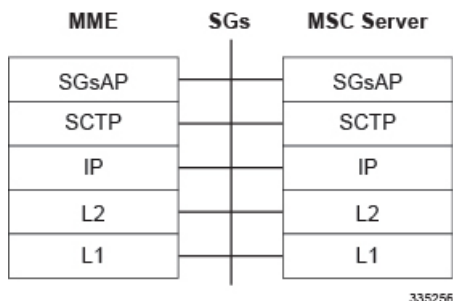 MME SGs MSC Server
SGsAP SGsAP
SCTP SCTP
IP IP
L2 L2
L1 L1
335256